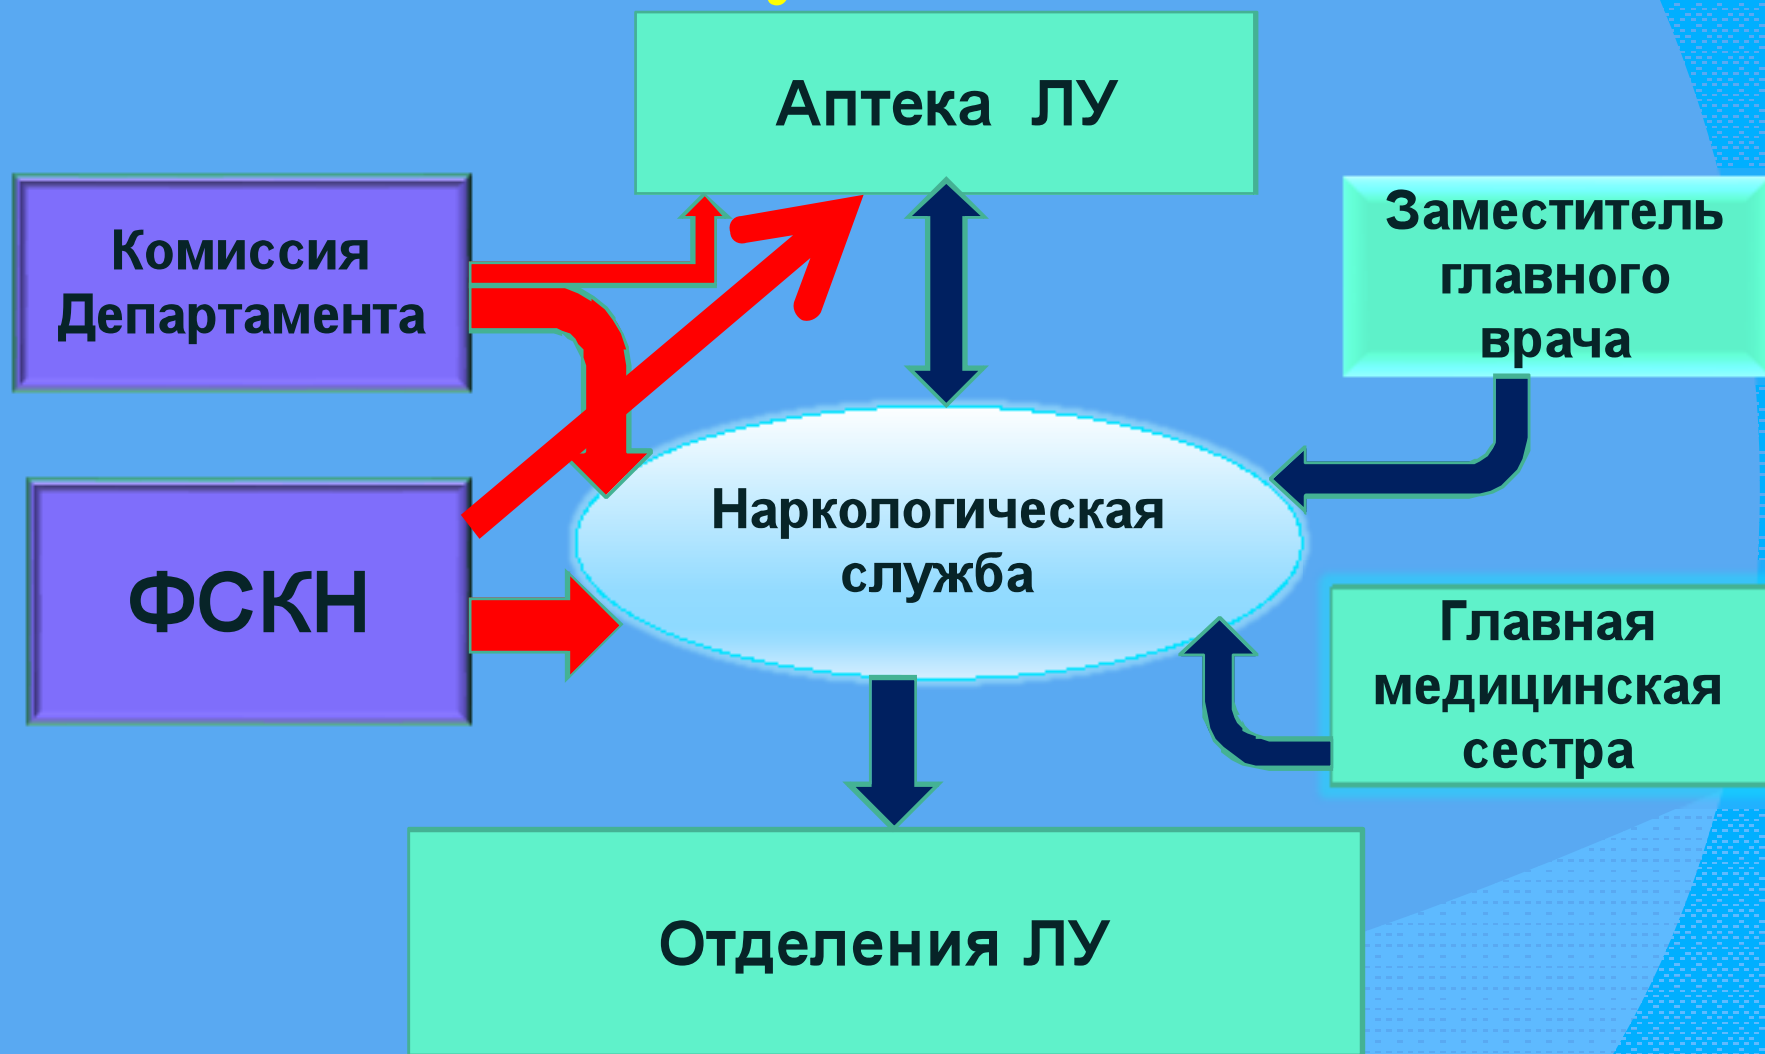 Аптека ЛУ
Комиссия
Департамента
Заместитель
главного
врача
Наркологическая
служба
ФСКН
Главная
медицинская
сестра
Отделения ЛУ